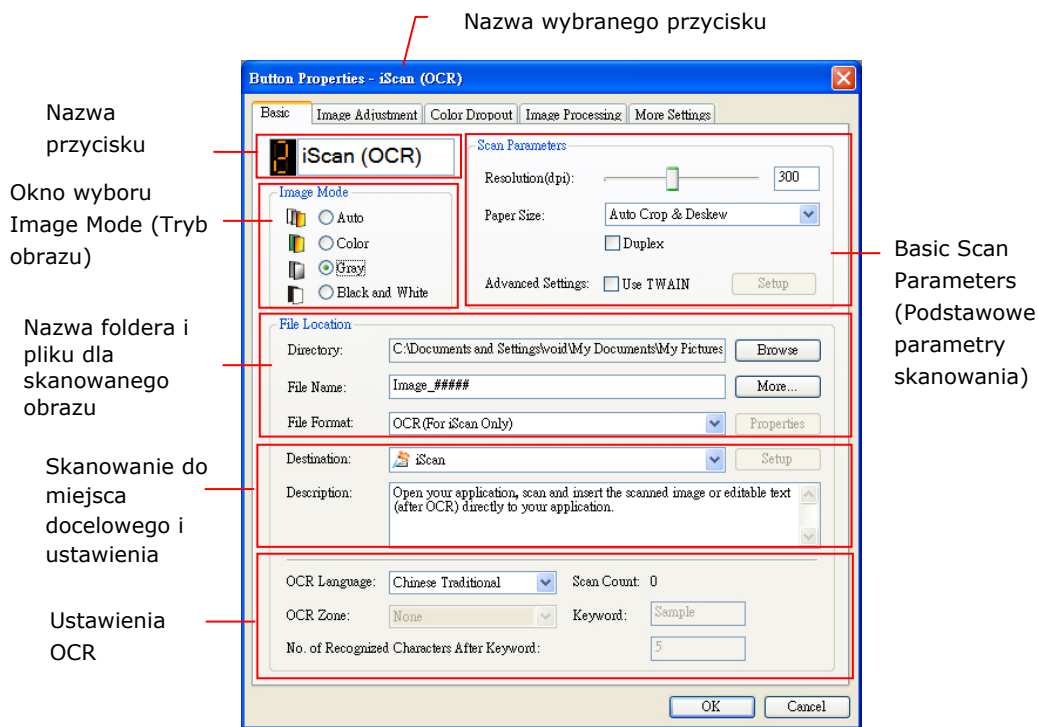 Nazwa wybranego przycisku
Button Properties - iScan (OCR)
Nazwa
przycisku
Basic
Image Adjustment
Color Dropout
Image Processing
More Settings
2 iScan (OCR)
Okno wyboru
Image Mode (Tryb
obrazu)
Image Mode
Auto
Color
Gray
Black and White
Scan Parameters
Resolution(dpi): 300
Paper Size: Auto Crop & Deskew
Duplex
Advanced Settings: Use TWAIN Setup
Basic Scan
Parameters
(Podstawowe
parametry
skanowania)
Nazwa foldera i
pliku dla
skanowanego
obrazu
File Location
Directory: C:\Documents and Settings\void\My Documents\My Pictures Browse
File Name: Image_##### More...
File Format: OCR(For iScan Only) Properties
Skanowanie do
miejsca
docelowego i
ustawienia
Destination: iScan Setup
Description: Open your application, scan and insert the scanned image or editable text
(after OCR) directly to your application.
Ustawienia
OCR
OCR Language: Chinese Traditional Scan Count: 0
OCR Zone: None Keyword: Sample
No. of Recognized Characters After Keyword: 5
OK Cancel